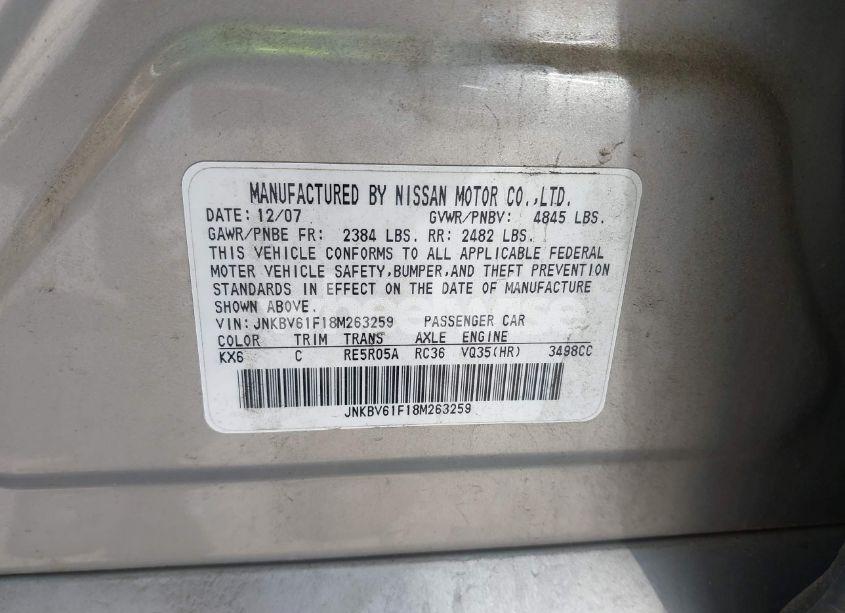 MANUFACTURED BY NISSAN MOTOR CO.,LTD.
DATE: 12/07 GVWR/PNBV: 4845 LBS.
GAWR/PNBE FR: 2384 LBS. RR: 2482 LBS.
THIS VEHICLE CONFORMS TO ALL APPLICABLE FEDERAL
MOTER VEHICLE SAFETY,BUMPER,AND THEFT PREVENTION
STANDARDS IN EFFECT ON THE DATE OF MANUFACTURE
SHOWN ABOVE.
VIN: JNKBV61F18M263259 PASSENGER CAR
COLOR TRIM TRANS AXLE ENGINE
KX6 C RE5R05A RC36 VQ35(HR) 3498CC
JNKBV61F18M263259